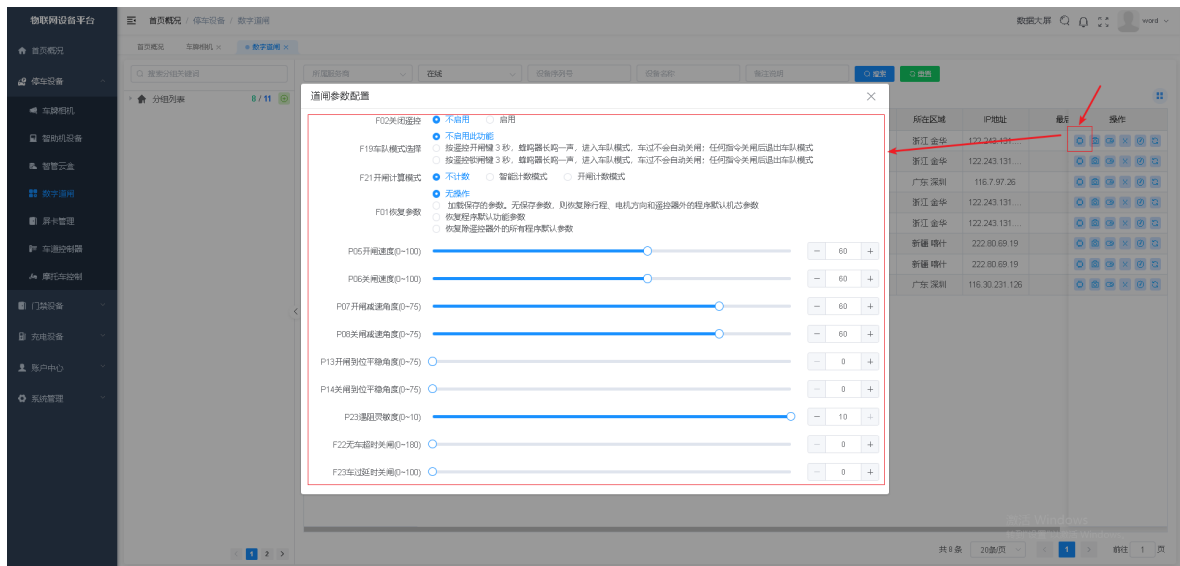 物联网设备平台
首页概况 / 停车设备 / 数字道闸
数据大屏
word
首页概况
停车设备
车牌相机
智助机设备
智管云盒
数字道闸
屏卡管理
车道控制器
摩托车控制
门禁设备
充电设备
账户中心
系统管理
首页概况 车牌相机 × 数字道闸 ×
搜索分组关键词
分组列表 8 / 11
1 2
在线
设备序列号
设备名称
备注说明
搜索
重置
道闸参数配置
F02关闭遥控 不启用 启用
F19车队模式选择 不启用此功能
按遥控开闸键 3 秒，蜂鸣器长鸣一声，进入车队模式，车过不会自动关闸；任何指令关闸后退出车队模式
按遥控锁闸键 3 秒，蜂鸣器长鸣一声，进入车队模式，车过不会自动关闸；任何指令关闸后退出车队模式
F21开闸计算模式 不计数 智能计数模式 开闸计数模式
F01恢复参数 无操作
加载保存的参数。无保存参数，则恢复除行程、电机方向和遥控器外的程序默认机芯参数
恢复程序默认功能参数
恢复除遥控器外的所有程序默认参数
P05开闸速度(0~100) − 60 +
P06关闸速度(0~100) − 60 +
P07开闸减速角度(0~75) − 60 +
P08关闸减速角度(0~75) − 60 +
P13开闸到位平稳角度(0~75) − 0 +
P14关闸到位平稳角度(0~75) − 0 +
P23遇阻灵敏度(0~10) − 10 +
F22无车超时关闸(0~180) − 0 +
F23车过延时关闸(0~100) − 0 +
所在区域 IP地址 最后 操作
浙江 金华 122.243.131....
浙江 金华 122.243.131....
广东 深圳 116.7.97.26
浙江 金华 122.243.131....
浙江 金华 122.243.131....
新疆 喀什 222.80.69.19
新疆 喀什 222.80.69.19
广东 深圳 116.30.231.126
激活 Windows
共 8 条 20条/页 1 前往 1 页